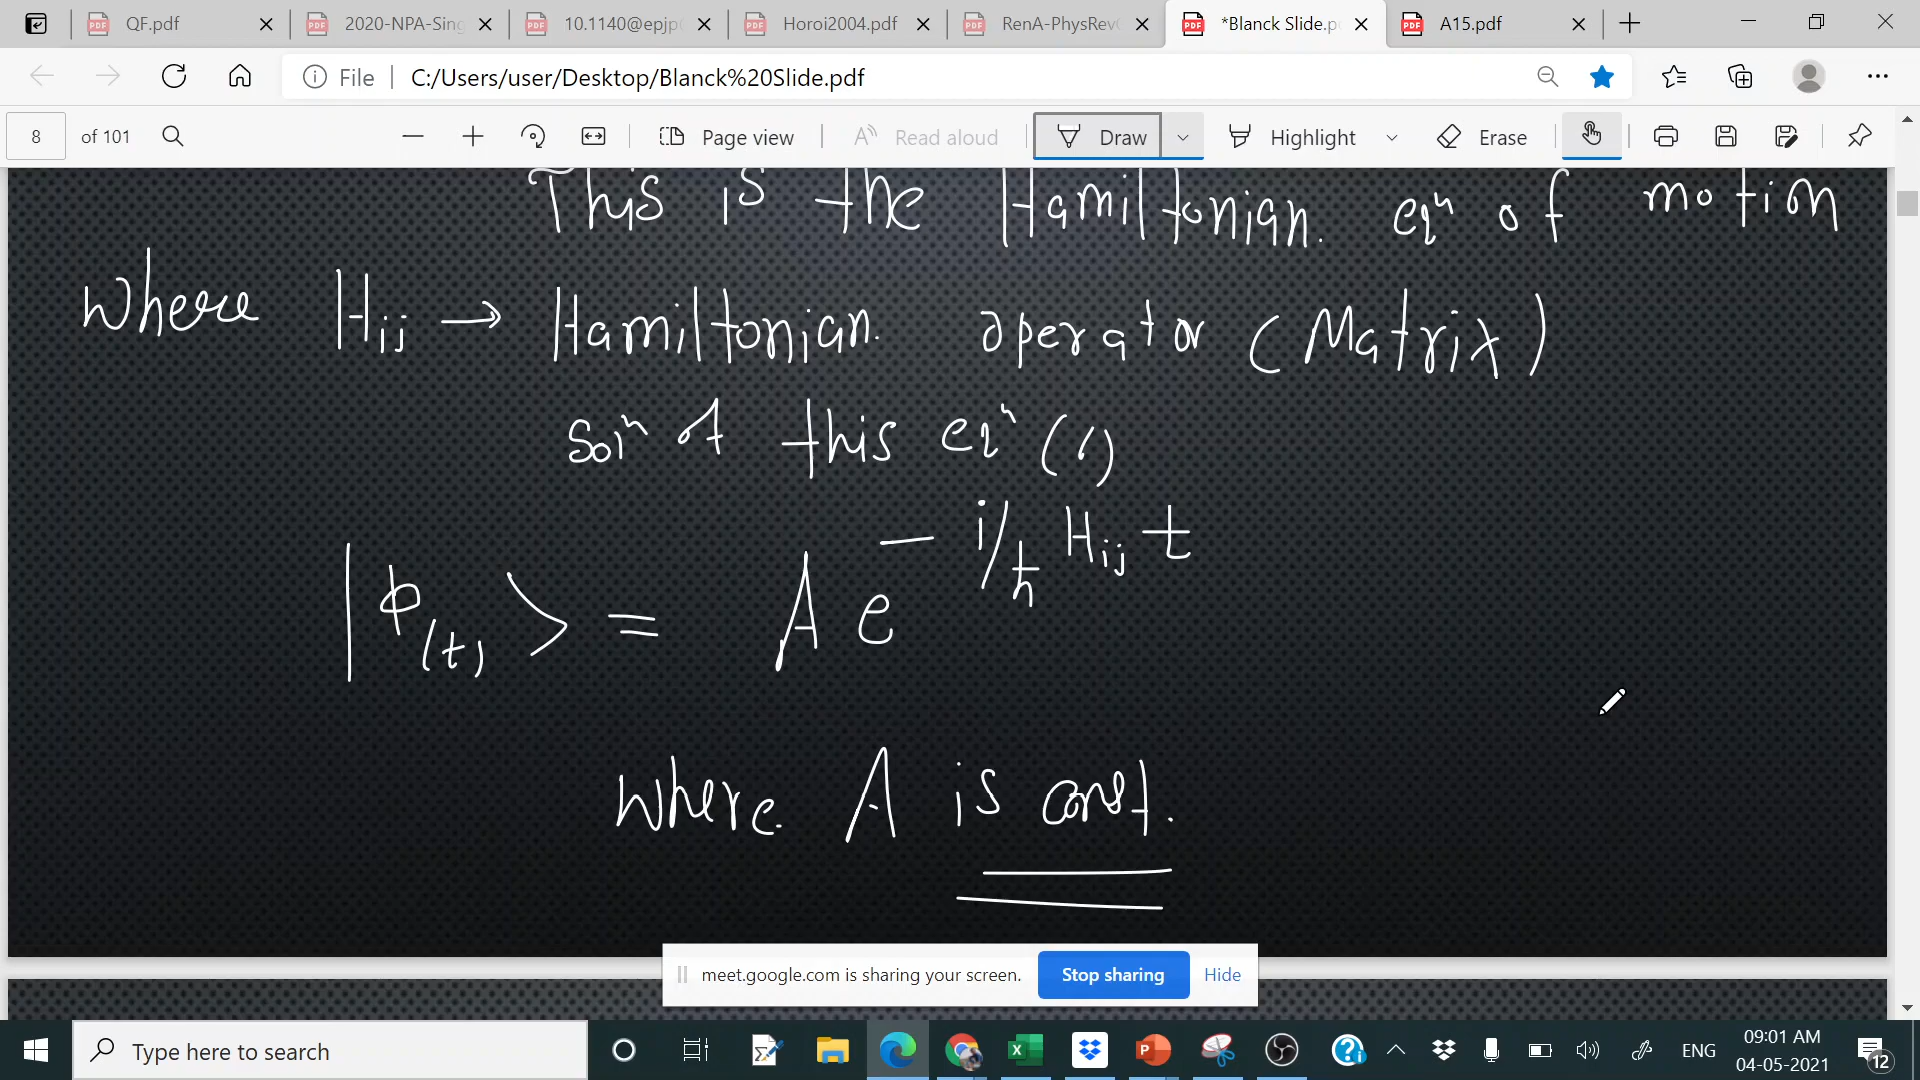 QF.pdf
2020-NPA-Sing
10.1140@epjp
Horoi2004.pdf
RenA-PhysRevC
*Blanck Slide.p
A15.pdf
File
C:/Users/user/Desktop/Blanck%20Slide.pdf
8 of 101
Page view
Read aloud
Draw
Highlight
Erase
This is the Hamiltonian. eqⁿ of motion
where Hij → Hamiltonian. operator (Matrix)
solⁿ of this eqⁿ (1)
|Φ(t)> = A e^{- i/ħ Hij t}
where. A is const.
meet.google.com is sharing your screen.
Stop sharing
Hide
Type here to search
ENG
09:01 AM
04-05-2021
12